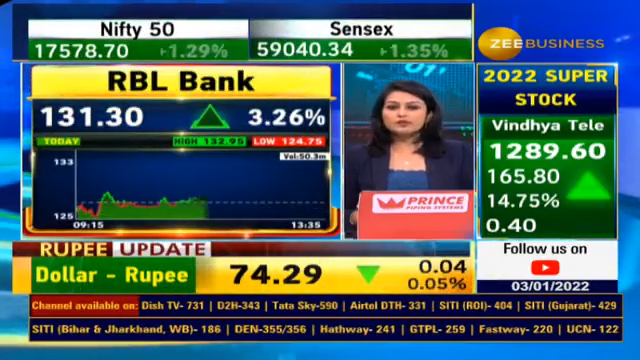 Nifty 50
17578.70 +1.29%
Sensex
59040.34 +1.35%
ZEE BUSINESS
RBL Bank
131.30 3.26%
TODAY HIGH 132.95 LOW 124.75
Vol:50.3m
133
125
09:15 13:35
PRINCE
PIPING SYSTEMS
2022 SUPER
STOCK
Vindhya Tele
1289.60
165.80
14.75%
0.40
RUPEE UPDATE
Dollar - Rupee 74.29 0.04
0.05%
Follow us on
03/01/2022
Channel available on: Dish TV- 731 | D2H-343 | Tata Sky-590 | Airtel DTH- 331 | SITI (ROI)- 404 | SITI (Gujarat)- 429
SITI (Bihar & Jharkhand, WB)- 186 | DEN-355/356 | Hathway- 241 | GTPL- 259 | Fastway- 220 | UCN- 122